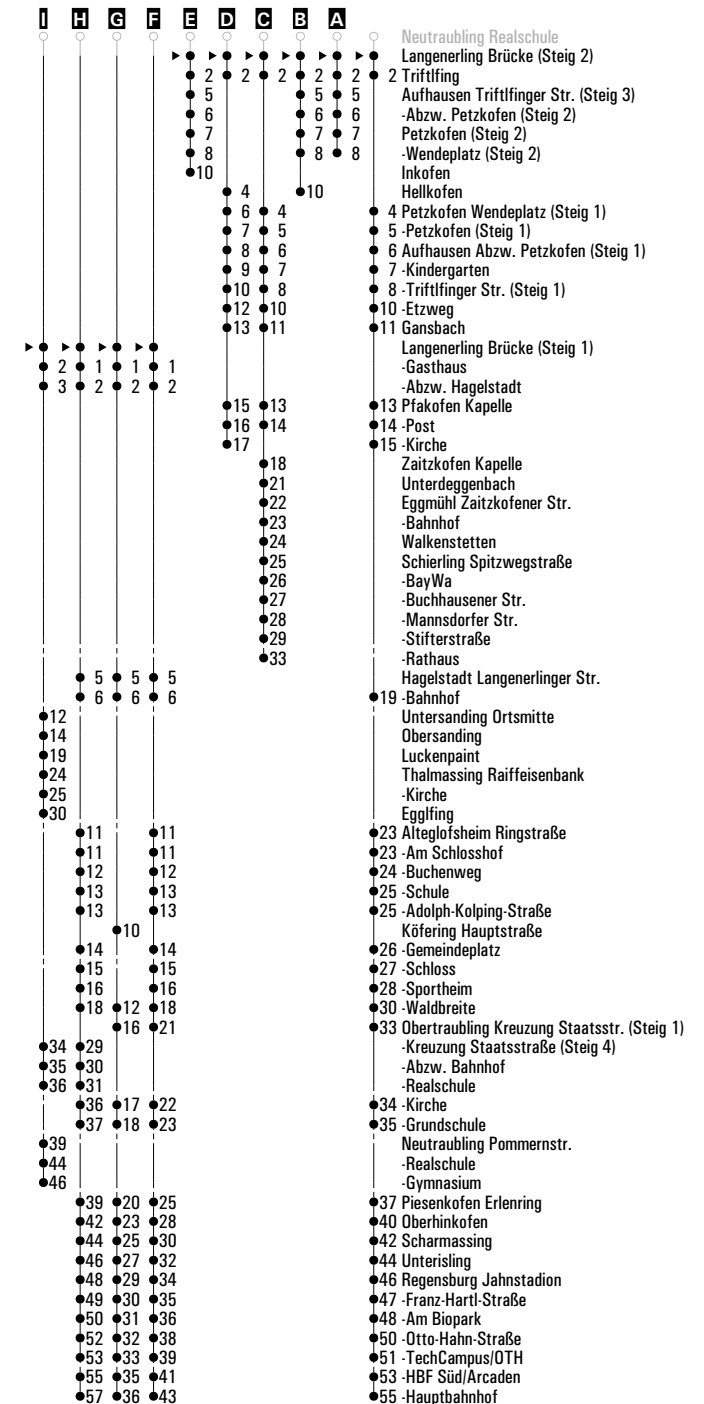 I H G F E D C B A
Neutraubling Realschule
Langenerling Brücke (Steig 2)
2 2 2 2 2 2 Triftlfing
5 5 5 Aufhausen Triftlfinger Str. (Steig 3)
6 6 6 -Abzw. Petzkofen (Steig 2)
7 7 7 Petzkofen (Steig 2)
8 8 8 -Wendeplatz (Steig 2)
10 Inkofen
4 10 Hellkofen
6 4 4 Petzkofen Wendeplatz (Steig 1)
7 5 5 -Petzkofen (Steig 1)
8 6 6 Aufhausen Abzw. Petzkofen (Steig 1)
9 7 7 -Kindergarten
10 8 8 -Triftlfinger Str. (Steig 1)
12 10 10 -Etzweg
13 11 11 Gansbach
Langenerling Brücke (Steig 1)
2 1 1 1 -Gasthaus
3 2 2 2 -Abzw. Hagelstadt
15 13 13 Pfakofen Kapelle
16 14 14 -Post
17 15 -Kirche
18 Zaitzkofen Kapelle
21 Unterdeggenbach
22 Eggmühl Zaitzkofener Str.
23 -Bahnhof
24 Walkenstetten
25 Schierling Spitzwegstraße
26 -BayWa
27 -Buchhausener Str.
28 -Mannsdorfer Str.
29 -Stifterstraße
33 -Rathaus
5 5 5 Hagelstadt Langenerlinger Str.
6 6 6 19 -Bahnhof
12 Untersanding Ortsmitte
14 Obersanding
19 Luckenpaint
24 Thalmassing Raiffeisenbank
25 -Kirche
30 Egglfing
11 11 23 Alteglofsheim Ringstraße
11 11 23 -Am Schlosshof
12 12 24 -Buchenweg
13 13 25 -Schule
13 13 25 -Adolph-Kolping-Straße
10 Köfering Hauptstraße
14 14 26 -Gemeindeplatz
15 15 27 -Schloss
16 16 28 -Sportheim
18 12 18 30 -Waldbreite
16 21 33 Obertraubling Kreuzung Staatsstr. (Steig 1)
34 29 -Kreuzung Staatsstraße (Steig 4)
35 30 -Abzw. Bahnhof
36 31 -Realschule
36 17 22 34 -Kirche
37 18 23 35 -Grundschule
39 Neutraubling Pommernstr.
44 -Realschule
46 -Gymnasium
39 20 25 37 Piesenkofen Erlenring
42 23 28 40 Oberhinkofen
44 25 30 42 Scharmassing
46 27 32 44 Unterisling
48 29 34 46 Regensburg Jahnstadion
49 30 35 47 -Franz-Hartl-Straße
50 31 36 48 -Am Biopark
52 32 38 50 -Otto-Hahn-Straße
53 33 39 51 -TechCampus/OTH
55 35 41 53 -HBF Süd/Arcaden
57 36 43 55 -Hauptbahnhof